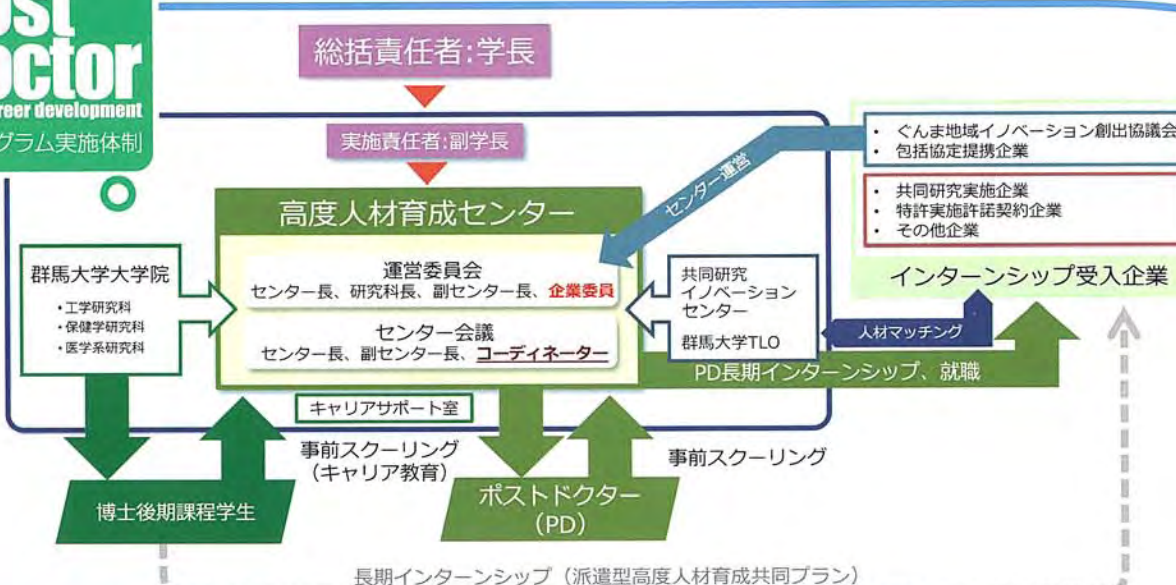 ost
octor
reer development
グラム実施体制
総括責任者:学長
実施責任者:副学長
高度人材育成センター
運営委員会
センター長、研究科長、副センター長、企業委員
センター会議
センター長、副センター長、コーディネーター
キャリアサポート室
群馬大学大学院
・工学研究科
・保健学研究科
・医学系研究科
センター運営
共同研究
イノベーション
センター
群馬大学TLO
・ ぐんま地域イノベーション創出協議会
・ 包括協定提携企業
・ 共同研究実施企業
・ 特許実施許諾契約企業
・ その他企業
インターンシップ受入企業
人材マッチング
PD長期インターンシップ、就職
事前スクーリング
(キャリア教育)
事前スクーリング
博士後期課程学生
ポストドクター
(PD)
長期インターンシップ(派遣型高度人材育成共同プラン)